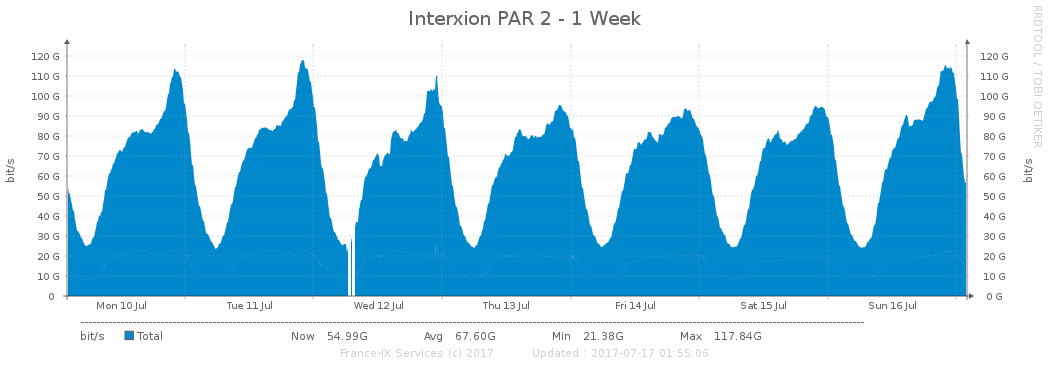 Interxion PAR 2 - 1 Week
RRDTOOL / TOBI OETIKER
bit/s
120 G 120 G
110 G 110 G
100 G 100 G
90 G 90 G
80 G 80 G
70 G 70 G
60 G 60 G
50 G 50 G
40 G 40 G
30 G 30 G
20 G 20 G
10 G 10 G
0 0 G
bit/s
Mon 10 Jul Tue 11 Jul Wed 12 Jul Thu 13 Jul Fri 14 Jul Sat 15 Jul Sun 16 Jul
bit/s Total Now 54.99G Avg 67.60G Min 21.38G Max 117.84G
France-IX Services (c) 2017 Updated : 2017-07-17 01:55:06